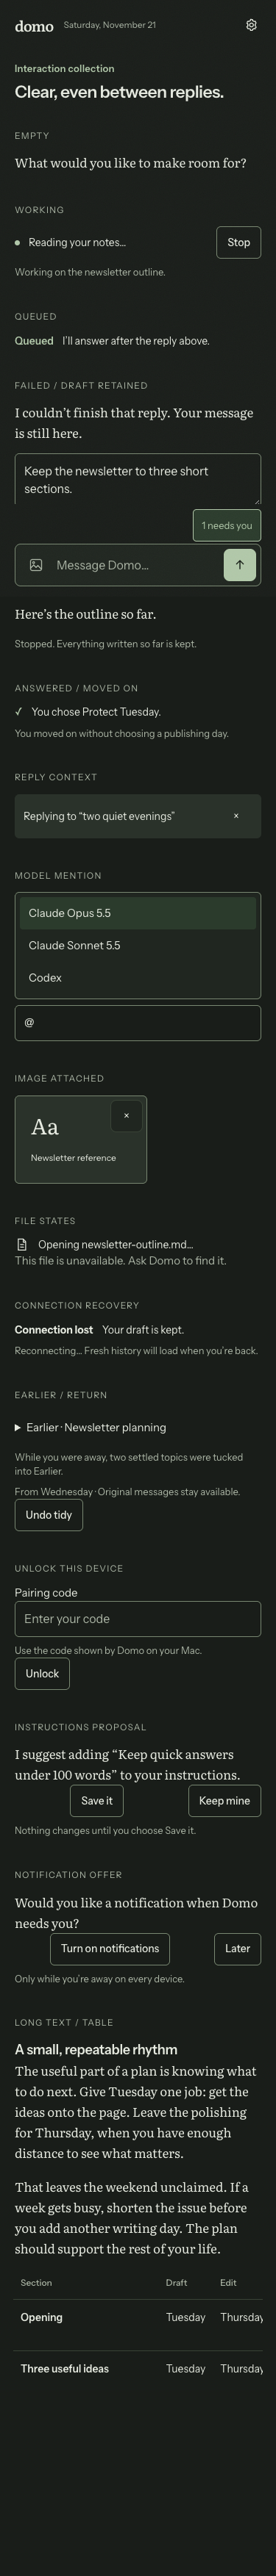 domo Saturday, November 21
Interaction collection
Clear, even between replies.
EMPTY
What would you like to make room for?
WORKING
Reading your notes… Stop
Working on the newsletter outline.
QUEUED
Queued I’ll answer after the reply above.
FAILED / DRAFT RETAINED
I couldn’t finish that reply. Your message
is still here.
Keep the newsletter to three short
sections.
1 needs you
Message Domo…
Here’s the outline so far.
Stopped. Everything written so far is kept.
ANSWERED / MOVED ON
✓ You chose Protect Tuesday.
You moved on without choosing a publishing day.
REPLY CONTEXT
Replying to “two quiet evenings” ×
MODEL MENTION
Claude Opus 5.5
Claude Sonnet 5.5
Codex
@
IMAGE ATTACHED
Aa ×
Newsletter reference
FILE STATES
Opening newsletter-outline.md…
This file is unavailable. Ask Domo to find it.
CONNECTION RECOVERY
Connection lost Your draft is kept.
Reconnecting… Fresh history will load when you’re back.
EARLIER / RETURN
Earlier · Newsletter planning
While you were away, two settled topics were tucked
into Earlier.
From Wednesday · Original messages stay available.
Undo tidy
UNLOCK THIS DEVICE
Pairing code
Enter your code
Use the code shown by Domo on your Mac.
Unlock
INSTRUCTIONS PROPOSAL
I suggest adding “Keep quick answers
under 100 words” to your instructions.
Save it Keep mine
Nothing changes until you choose Save it.
NOTIFICATION OFFER
Would you like a notification when Domo
needs you?
Turn on notifications Later
Only while you’re away on every device.
LONG TEXT / TABLE
A small, repeatable rhythm
The useful part of a plan is knowing what
to do next. Give Tuesday one job: get the
ideas onto the page. Leave the polishing
for Thursday, when you have enough
distance to see what matters.
That leaves the weekend unclaimed. If a
week gets busy, shorten the issue before
you add another writing day. The plan
should support the rest of your life.
Section Draft Edit
Opening Tuesday Thursday
Three useful ideas Tuesday Thursday